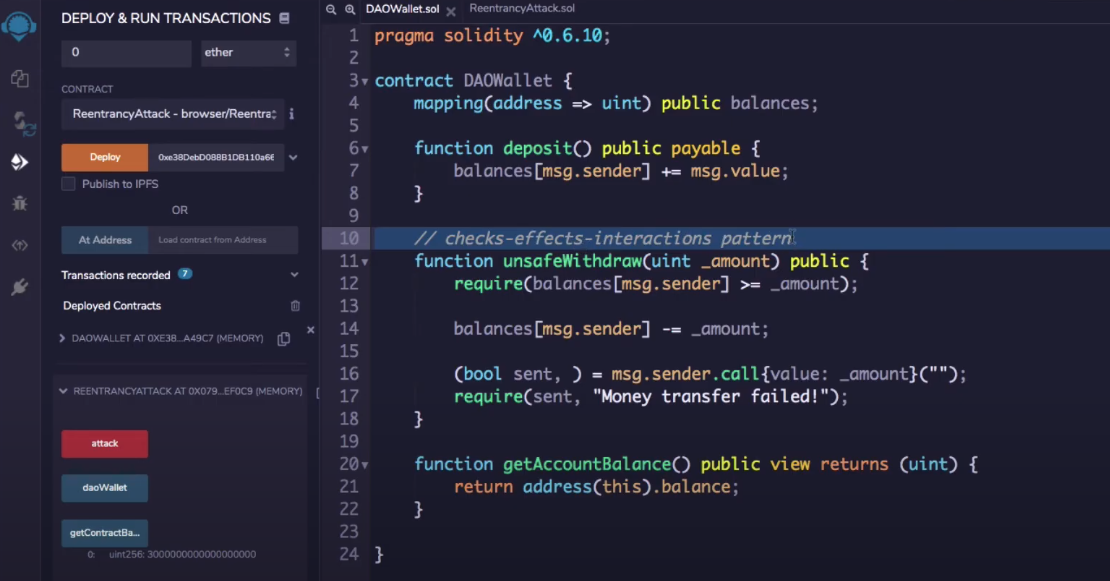 DEPLOY & RUN TRANSACTIONS
0
ether
CONTRACT
ReentrancyAttack - browser/Reentra
Deploy
0xe38DebD088B1DB110a66
Publish to IPFS
OR
At Address
Load contract from Address
Transactions recorded 7
Deployed Contracts
DAOWALLET AT 0XE38...A49C7 (MEMORY)
REENTRANCYATTACK AT 0X079...EF0C9 (MEMORY)
attack
daoWallet
getContractBa...
0: uint256: 3000000000000000000
DAOWallet.sol
ReentrancyAttack.sol
1 pragma solidity ^0.6.10;
2
3 contract DAOWallet {
4 mapping(address => uint) public balances;
5
6 function deposit() public payable {
7 balances[msg.sender] += msg.value;
8 }
9
10 // checks-effects-interactions pattern
11 function unsafeWithdraw(uint _amount) public {
12 require(balances[msg.sender] >= _amount);
13
14 balances[msg.sender] -= _amount;
15
16 (bool sent, ) = msg.sender.call{value: _amount}("");
17 require(sent, "Money transfer failed!");
18 }
19
20 function getAccountBalance() public view returns (uint) {
21 return address(this).balance;
22 }
23
24 }